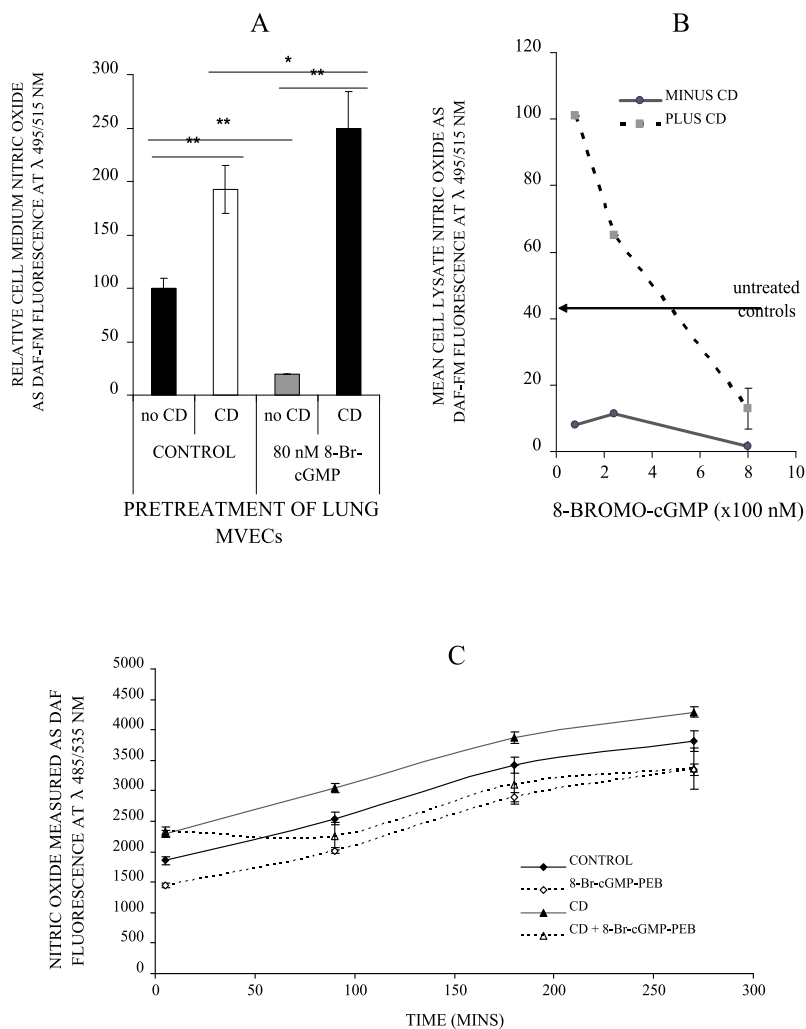 A
RELATIVE CELL MEDIUM NITRIC OXIDE
AS DAF-FM FLUORESCENCE AT λ 495/515 NM
300
250
200
150
100
50
0
*
**
**
**
no CD
CD
no CD
CD
CONTROL
80 nM 8-Br-
cGMP
PRETREATMENT OF LUNG
MVECs
B
MEAN CELL LYSATE NITRIC OXIDE AS
DAF-FM FLUORESCENCE AT λ 495/515 NM
120
100
80
60
40
20
0
MINUS CD
PLUS CD
untreated
controls
0 2 4 6 8 10
8-BROMO-cGMP (x100 nM)
C
NITRIC OXIDE MEASURED AS DAF
FLUORESCENCE AT λ 485/535 NM
5000
4500
4000
3500
3000
2500
2000
1500
1000
500
0
CONTROL
8-Br-cGMP-PEB
CD
CD + 8-Br-cGMP-PEB
0 50 100 150 200 250 300
TIME (MINS)